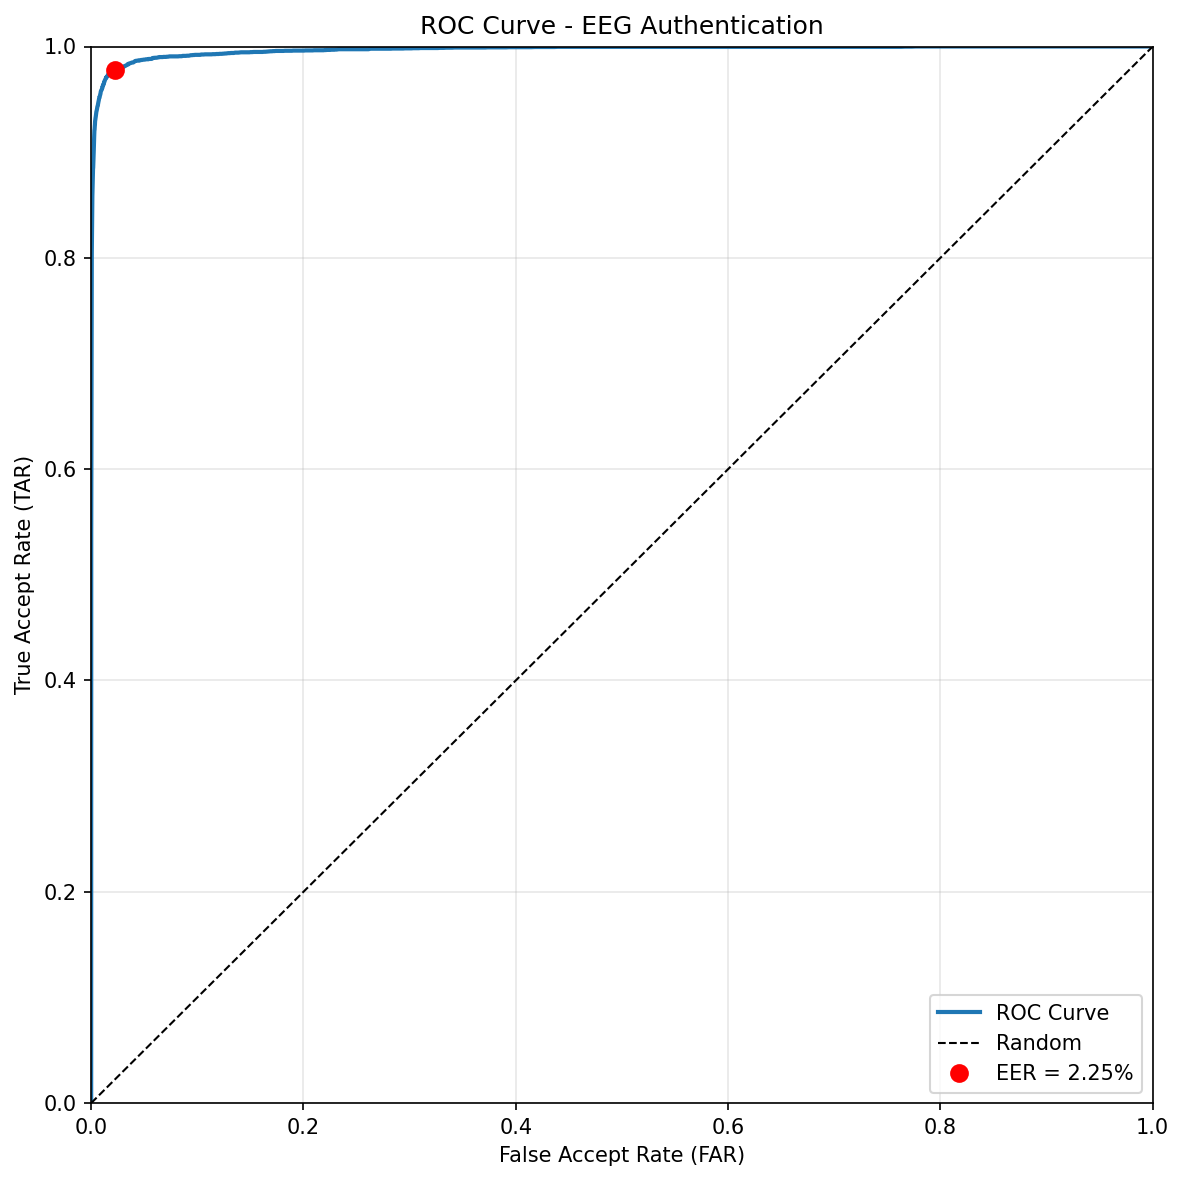 ROC Curve - EEG Authentication
1.0
0.8
0.6
0.4
0.2
0.0
True Accept Rate (TAR)
0.0 0.2 0.4 0.6 0.8 1.0
False Accept Rate (FAR)
ROC Curve
Random
EER = 2.25%